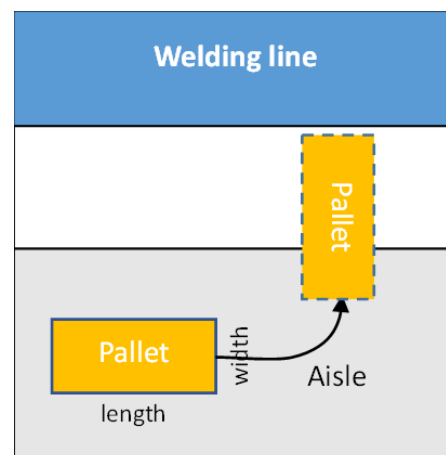 Welding line
Pallet
Pallet
width
Aisle
length